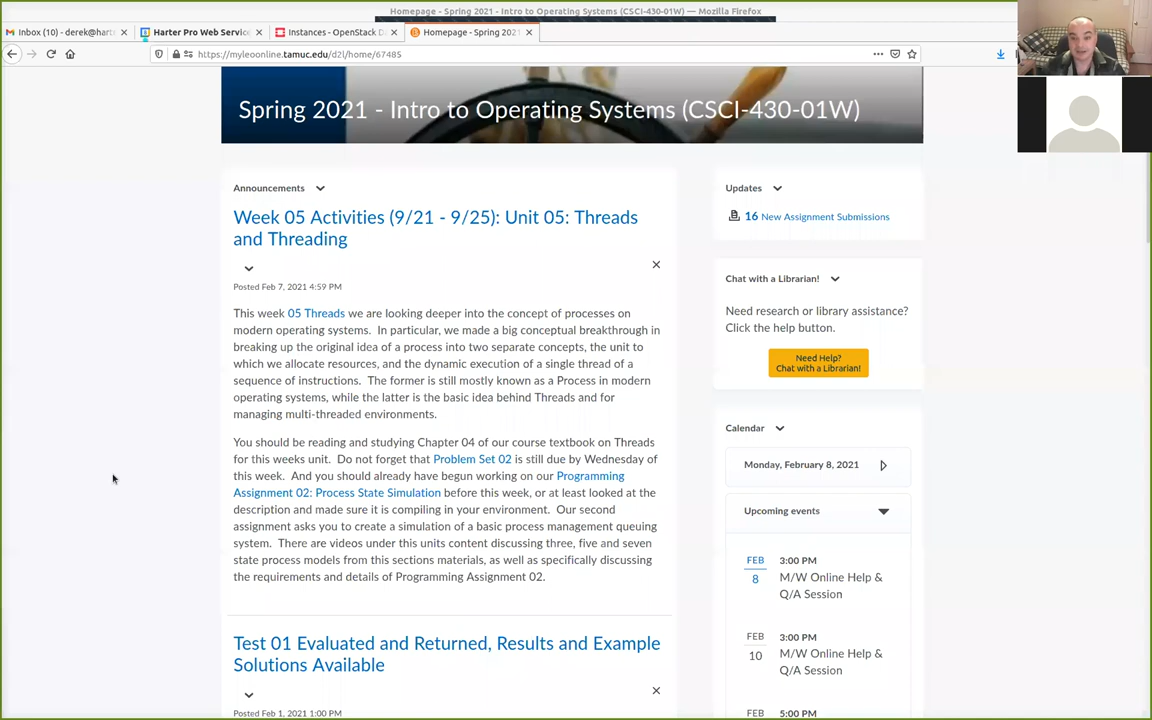 Homepage - Spring 2021 - Intro to Operating Systems (CSCI-430-01W) — Mozilla Firefox
Inbox (10) - derek@hart
Harter Pro Web Servic
Instances - OpenStack D
Homepage - Spring 2021
https://myleoonline.tamuc.edu/d2l/home/67485
Spring 2021 - Intro to Operating Systems (CSCI-430-01W)
Announcements
Week 05 Activities (9/21 - 9/25): Unit 05: Threads
and Threading
Posted Feb 7, 2021 4:59 PM
This week 05 Threads we are looking deeper into the concept of processes on
modern operating systems. In particular, we made a big conceptual breakthrough in
breaking up the original idea of a process into two separate concepts, the unit to
which we allocate resources, and the dynamic execution of a single thread of a
sequence of instructions. The former is still mostly known as a Process in modern
operating systems, while the latter is the basic idea behind Threads and for
managing multi-threaded environments.
You should be reading and studying Chapter 04 of our course textbook on Threads
for this weeks unit. Do not forget that Problem Set 02 is still due by Wednesday of
this week. And you should already have begun working on our Programming
Assignment 02: Process State Simulation before this week, or at least looked at the
description and made sure it is compiling in your environment. Our second
assignment asks you to create a simulation of a basic process management queuing
system. There are videos under this units content discussing three, five and seven
state process models from this sections materials, as well as specifically discussing
the requirements and details of Programming Assignment 02.
Test 01 Evaluated and Returned, Results and Example
Solutions Available
Posted Feb 1, 2021 1:00 PM
Updates
16 New Assignment Submissions
Chat with a Librarian!
Need research or library assistance?
Click the help button.
Need Help?
Chat with a Librarian!
Calendar
Monday, February 8, 2021
Upcoming events
FEB
8
3:00 PM
M/W Online Help &
Q/A Session
FEB
10
3:00 PM
M/W Online Help &
Q/A Session
FEB
5:00 PM